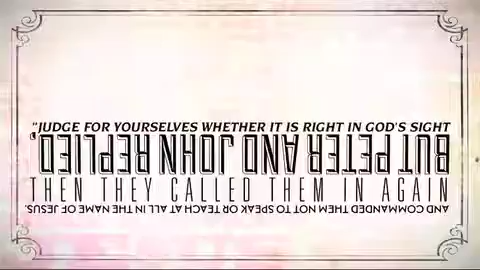 "JUDGE FOR YOURSELVES WHETHER IT IS RIGHT IN GOD'S SIGHT
BUT PETER AND JOHN REPLIED,
THEN THEY CALLED THEM IN AGAIN
AND COMMANDED THEM NOT TO SPEAK OR TEACH AT ALL IN THE NAME OF JESUS.